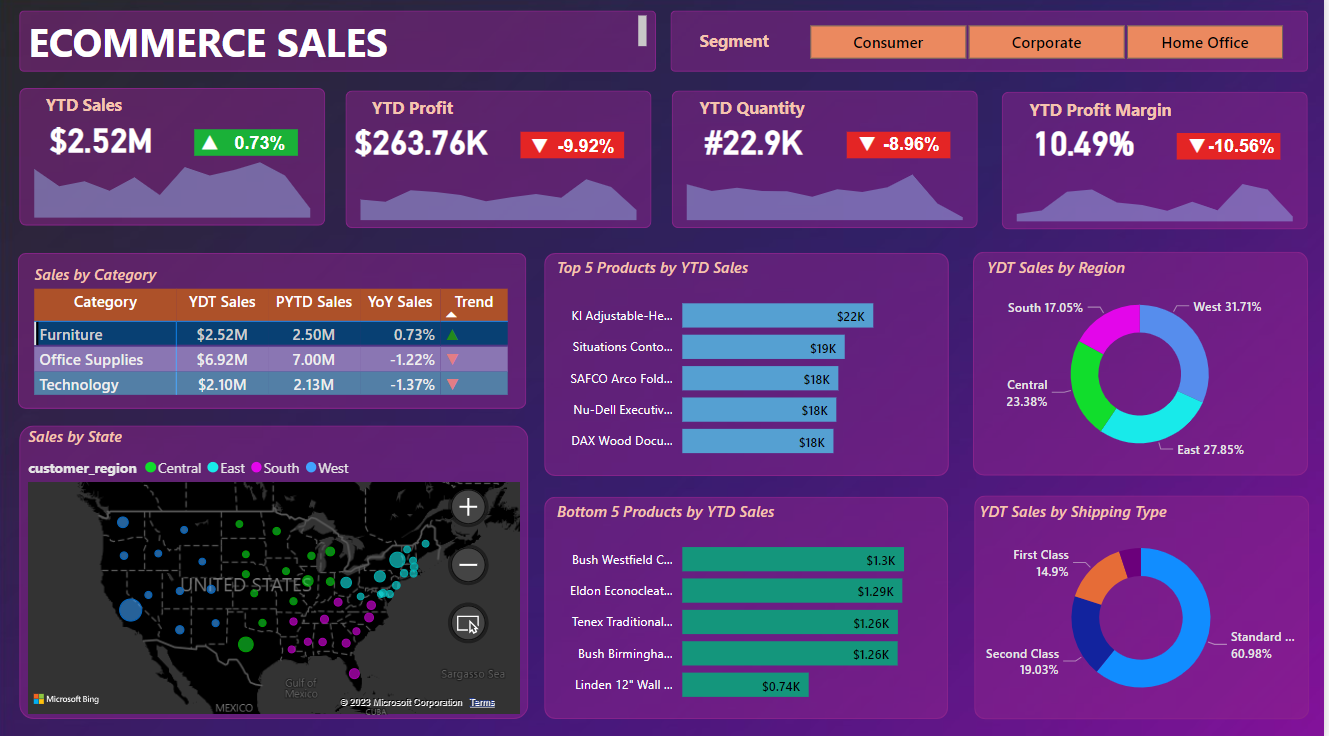 ECOMMERCE SALES
Segment
Consumer
Corporate
Home Office
YTD Sales
$2.52M
▲ 0.73%
YTD Profit
$263.76K
▼ -9.92%
YTD Quantity
#22.9K
▼ -8.96%
YTD Profit Margin
10.49%
▼ -10.56%
Sales by Category
Category YDT Sales PYTD Sales YoY Sales Trend
Furniture $2.52M 2.50M 0.73% ▲
Office Supplies $6.92M 7.00M -1.22% ▼
Technology $2.10M 2.13M -1.37% ▼
Top 5 Products by YTD Sales
KI Adjustable-He... $22K
Situations Conto... $19K
SAFCO Arco Fold... $18K
Nu-Dell Executiv... $18K
DAX Wood Docu... $18K
YDT Sales by Region
South 17.05%
West 31.71%
Central
23.38%
East 27.85%
Sales by State
customer_region Central East South West
UNITED STATES
Sargasso Sea
Gulf of
Mexico
MEXICO
CUBA
Microsoft Bing
© 2023 Microsoft Corporation Terms
Bottom 5 Products by YTD Sales
Bush Westfield C... $1.3K
Eldon Econocleat... $1.29K
Tenex Traditional... $1.26K
Bush Birmingha... $1.26K
Linden 12" Wall ... $0.74K
YDT Sales by Shipping Type
First Class
14.9%
Second Class
19.03%
Standard ...
60.98%